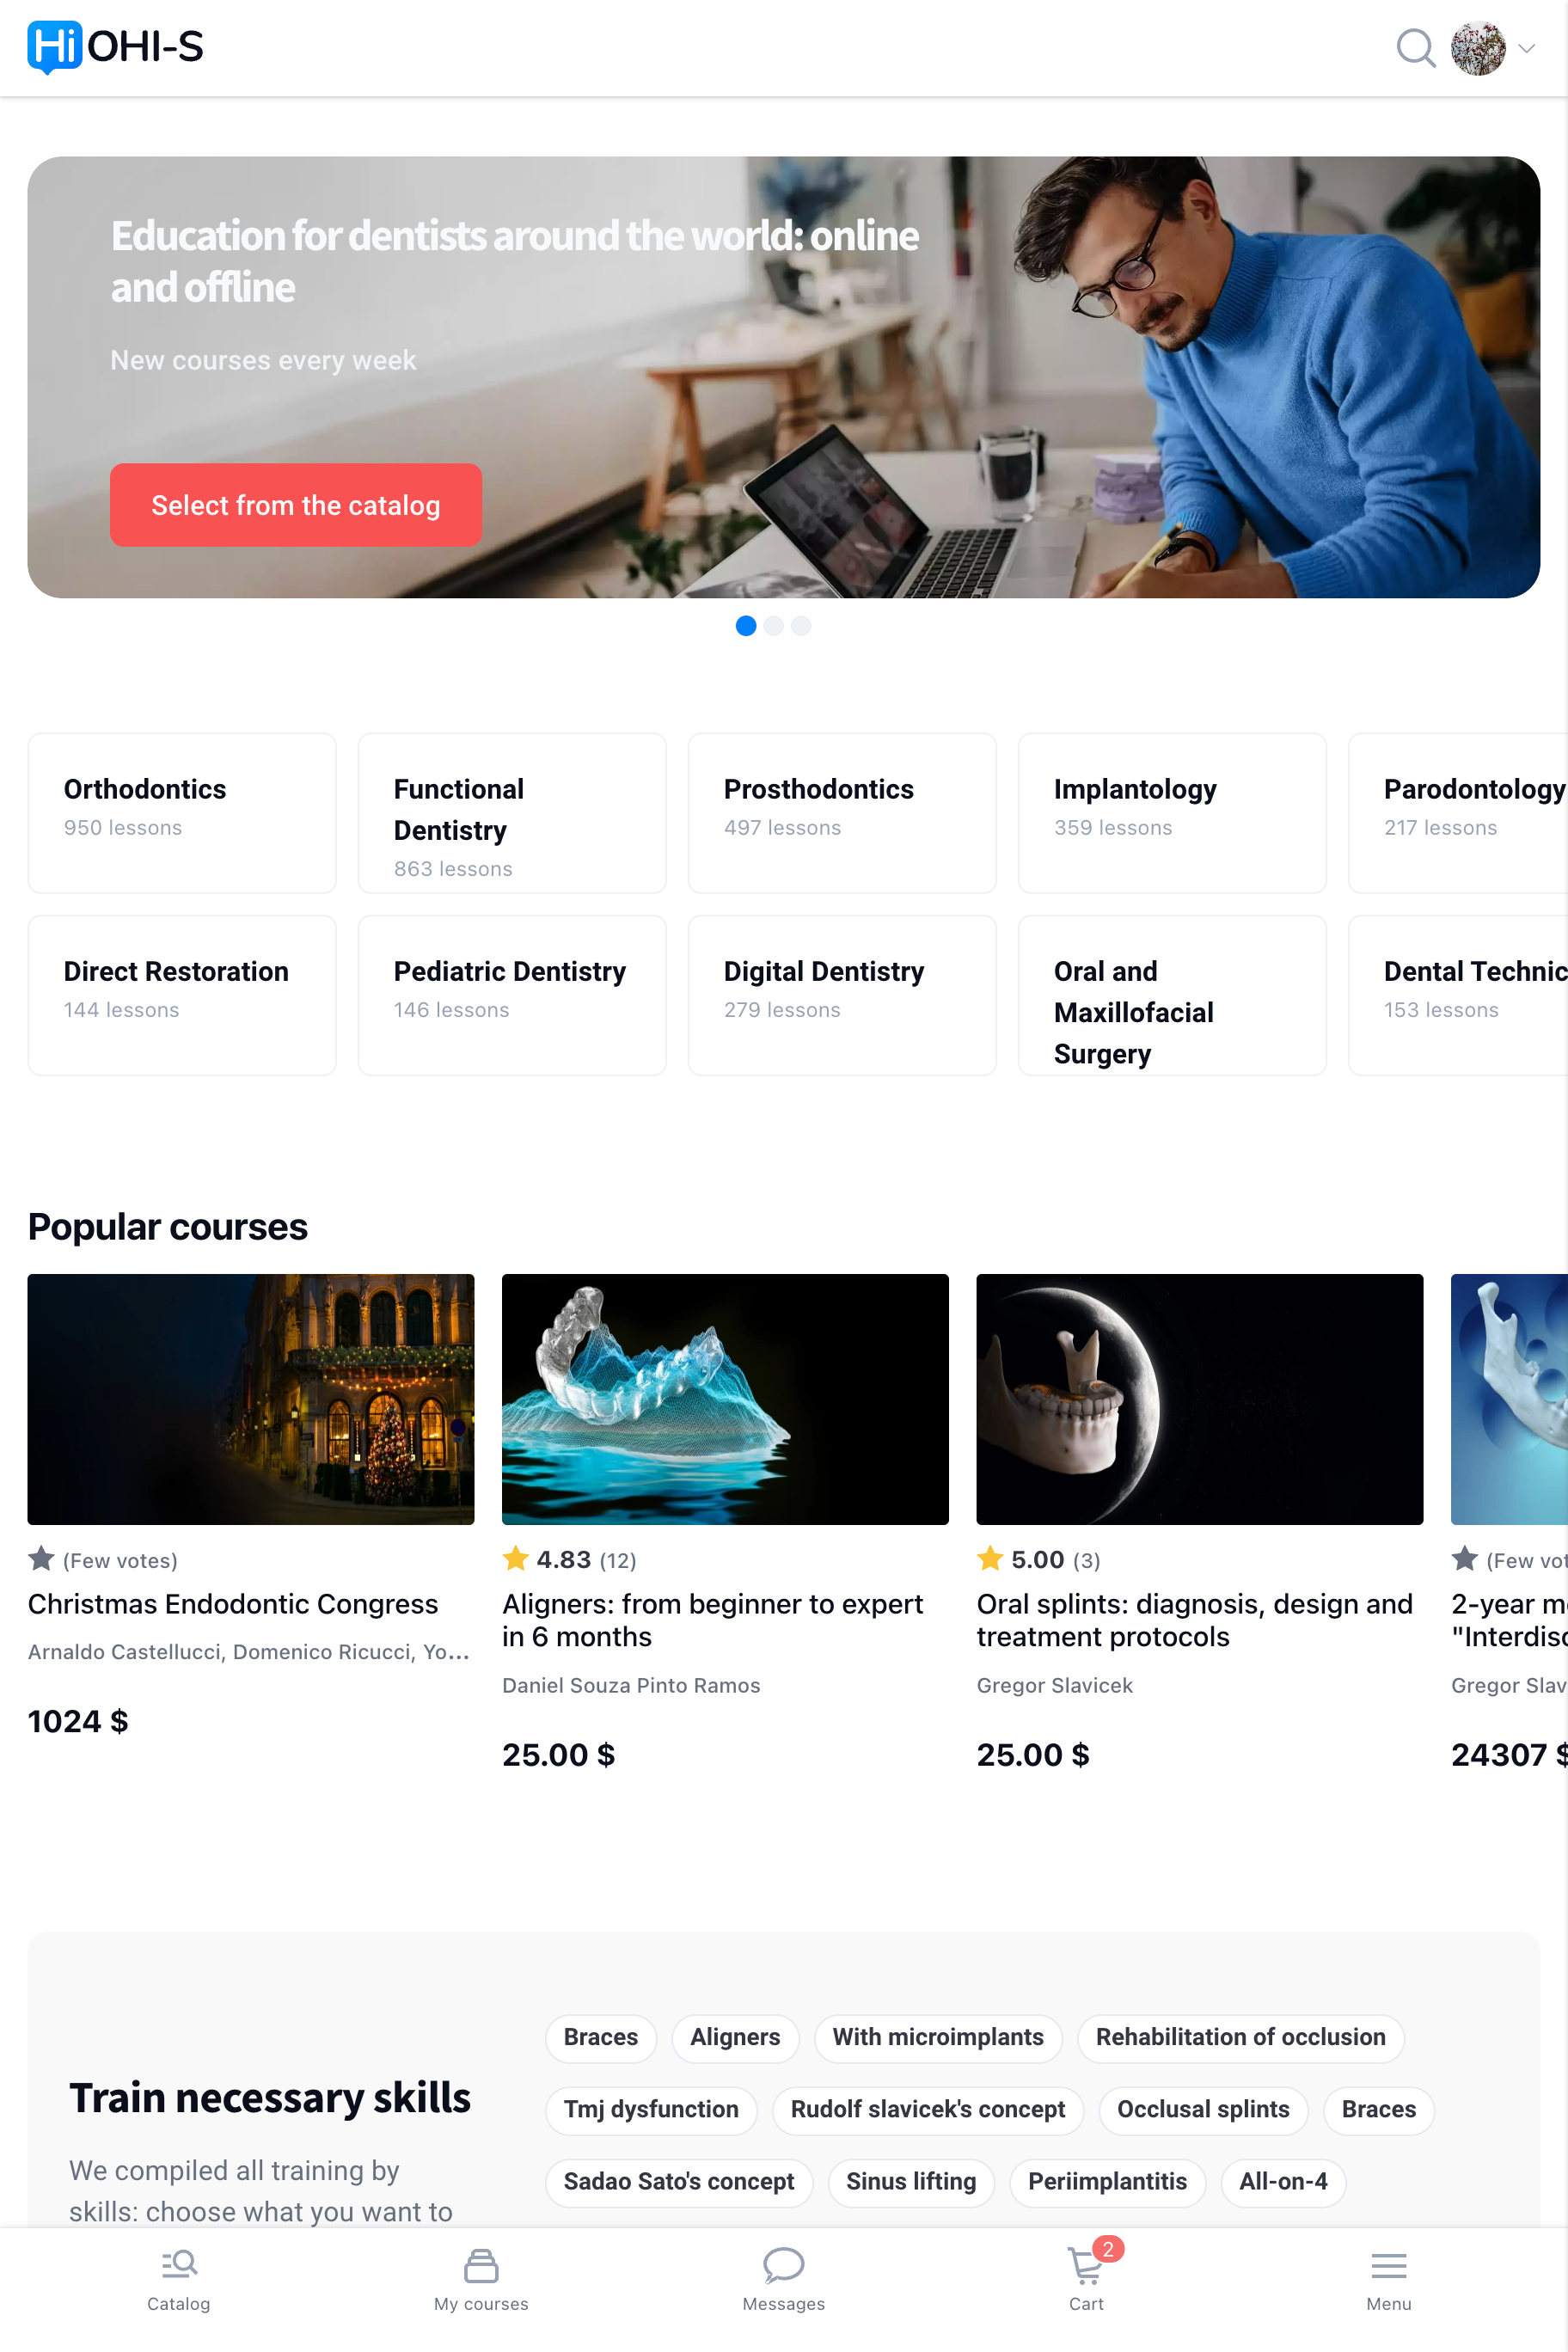 Hi OHI-S
Education for dentists around the world: online
and offline
New courses every week
Select from the catalog
Orthodontics
950 lessons
Functional
Dentistry
863 lessons
Prosthodontics
497 lessons
Implantology
359 lessons
Parodontology
217 lessons
Direct Restoration
144 lessons
Pediatric Dentistry
146 lessons
Digital Dentistry
279 lessons
Oral and
Maxillofacial
Surgery
Dental Technic
153 lessons
Popular courses
(Few votes)
Christmas Endodontic Congress
Arnaldo Castellucci, Domenico Ricucci, Yo...
1024 $
4.83 (12)
Aligners: from beginner to expert
in 6 months
Daniel Souza Pinto Ramos
25.00 $
5.00 (3)
Oral splints: diagnosis, design and
treatment protocols
Gregor Slavicek
25.00 $
(Few vot
2-year m
"Interdisc
Gregor Slav
24307 $
Train necessary skills
We compiled all training by
skills: choose what you want to
Braces
Aligners
With microimplants
Rehabilitation of occlusion
Tmj dysfunction
Rudolf slavicek's concept
Occlusal splints
Braces
Sadao Sato's concept
Sinus lifting
Periimplantitis
All-on-4
Catalog
My courses
Messages
2
Cart
Menu